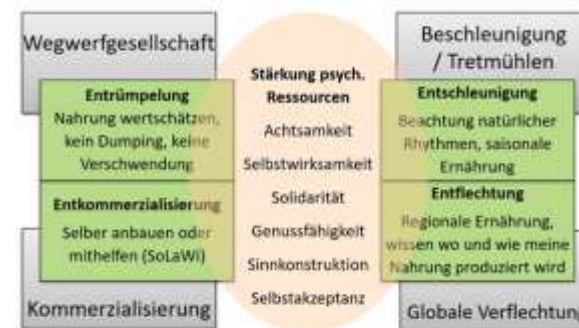 Wegwerfgesellschaft
Entrümpelung
Nahrung wertschätzen,
kein Dumping, keine
Verschwendung
Entkommerzialisierung
Selber anbauen oder
mithelfen (SoLaWi)
Kommerzialisierung
Stärkung psych.
Ressourcen
Achtsamkeit
Selbstwirksamkeit
Solidarität
Genussfähigkeit
Sinnkonstruktion
Selbstakzeptanz
Beschleunigung
/ Tretmühlen
Entschleunigung
Beachtung natürlicher
Rhythmen, saisonale
Ernährung
Entflechtung
Regionale Ernährung,
wissen wo und wie meine
Nahrung produziert wird
Globale Verflechtung